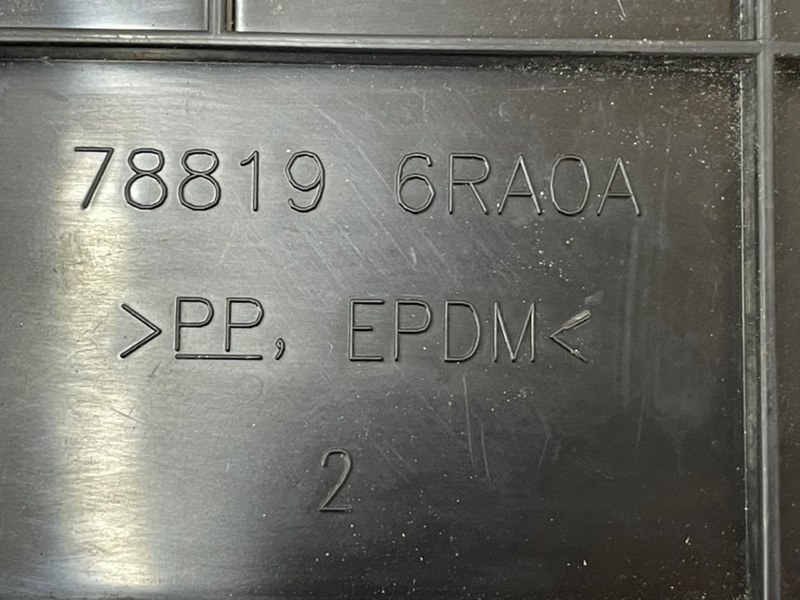 78819 6RA0A
>PP, EPDM<
2